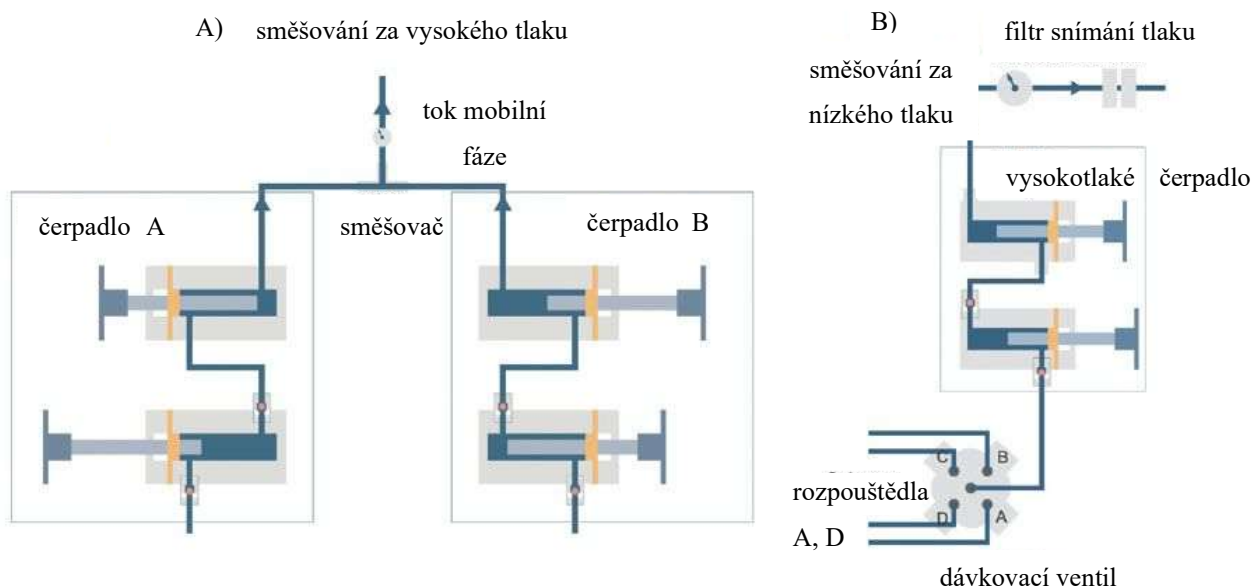 A) směšování za vysokého tlaku
tok mobilní
fáze
čerpadlo A
směšovač
čerpadlo B
B)
filtr snímání tlaku
směšování za
nízkého tlaku
vysokotlaké čerpadlo
C
B
D
A
rozpouštědla
A, D
dávkovací ventil